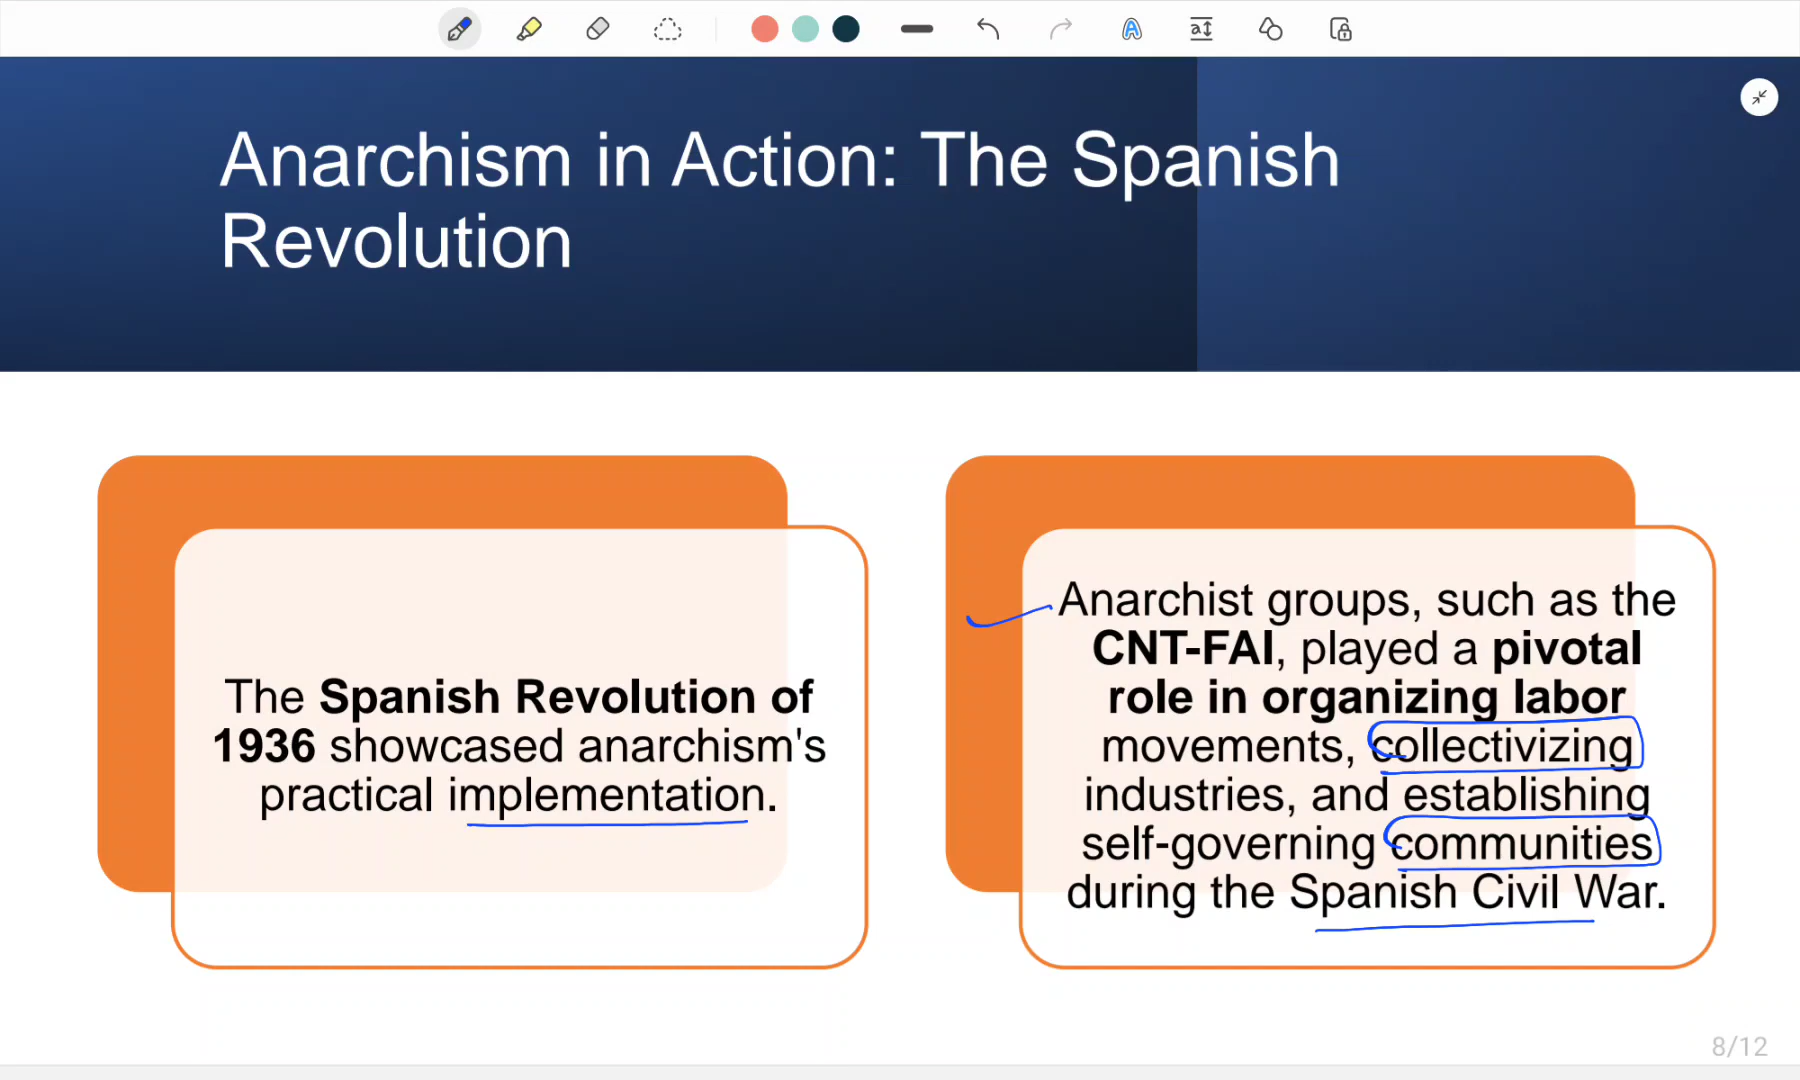 Anarchism in Action: The Spanish
Revolution
The Spanish Revolution of
1936 showcased anarchism's
practical implementation.
Anarchist groups, such as the
CNT-FAI, played a pivotal
role in organizing labor
movements, collectivizing
industries, and establishing
self-governing communities
during the Spanish Civil War.
8/12